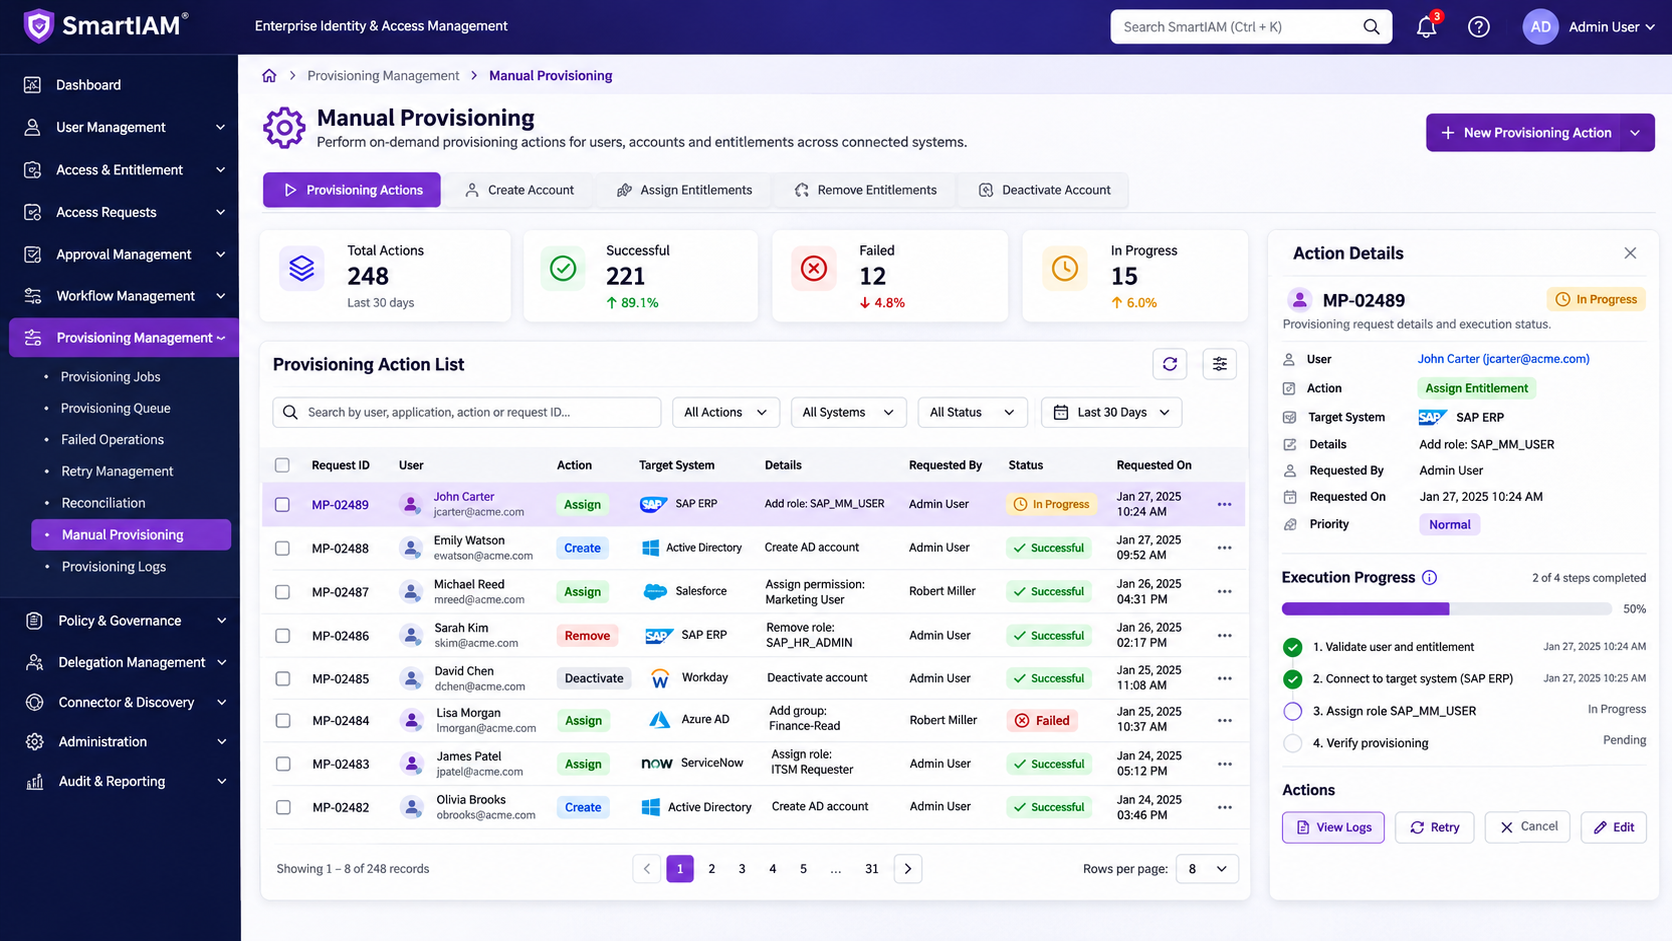 SmartIAM®
Enterprise Identity & Access Management
Search SmartIAM (Ctrl + K)
3
AD
Admin User
Dashboard
User Management
Access & Entitlement
Access Requests
Approval Management
Workflow Management
Provisioning Management
• Provisioning Jobs
• Provisioning Queue
• Failed Operations
• Retry Management
• Reconciliation
• Manual Provisioning
• Provisioning Logs
Policy & Governance
Delegation Management
Connector & Discovery
Administration
Audit & Reporting
Provisioning Management
Manual Provisioning
Manual Provisioning
Perform on-demand provisioning actions for users, accounts and entitlements across connected systems.
+ New Provisioning Action
Provisioning Actions
Create Account
Assign Entitlements
Remove Entitlements
Deactivate Account
Total Actions
248
Last 30 days
Successful
221
↑ 89.1%
Failed
12
↓ 4.8%
In Progress
15
↑ 6.0%
Provisioning Action List
Search by user, application, action or request ID...
All Actions
All Systems
All Status
Last 30 Days
Request ID User Action Target System Details Requested By Status Requested On
MP-02489 John Carter jcarter@acme.com Assign SAP SAP ERP Add role: SAP_MM_USER Admin User In Progress Jan 27, 2025 10:24 AM ...
MP-02488 Emily Watson ewatson@acme.com Create Active Directory Create AD account Admin User Successful Jan 27, 2025 09:52 AM ...
MP-02487 Michael Reed mreed@acme.com Assign Salesforce Assign permission: Marketing User Robert Miller Successful Jan 26, 2025 04:31 PM ...
MP-02486 Sarah Kim skim@acme.com Remove SAP SAP ERP Remove role: SAP_HR_ADMIN Admin User Successful Jan 26, 2025 02:17 PM ...
MP-02485 David Chen dchen@acme.com Deactivate Workday Deactivate account Admin User Successful Jan 25, 2025 11:08 AM ...
MP-02484 Lisa Morgan lmorgan@acme.com Assign Azure AD Add group: Finance-Read Robert Miller Failed Jan 25, 2025 10:37 AM ...
MP-02483 James Patel jpatel@acme.com Assign now ServiceNow Assign role: ITSM Requester Admin User Successful Jan 24, 2025 05:12 PM ...
MP-02482 Olivia Brooks obrooks@acme.com Create Active Directory Create AD account Admin User Successful Jan 24, 2025 03:46 PM ...
Showing 1 – 8 of 248 records
1 2 3 4 5 ... 31
Rows per page: 8
Action Details
MP-02489
In Progress
Provisioning request details and execution status.
User John Carter (jcarter@acme.com)
Action Assign Entitlement
Target System SAP SAP ERP
Details Add role: SAP_MM_USER
Requested By Admin User
Requested On Jan 27, 2025 10:24 AM
Priority Normal
Execution Progress 2 of 4 steps completed
50%
1. Validate user and entitlement Jan 27, 2025 10:24 AM
2. Connect to target system (SAP ERP) Jan 27, 2025 10:25 AM
3. Assign role SAP_MM_USER In Progress
4. Verify provisioning Pending
Actions
View Logs
Retry
Cancel
Edit